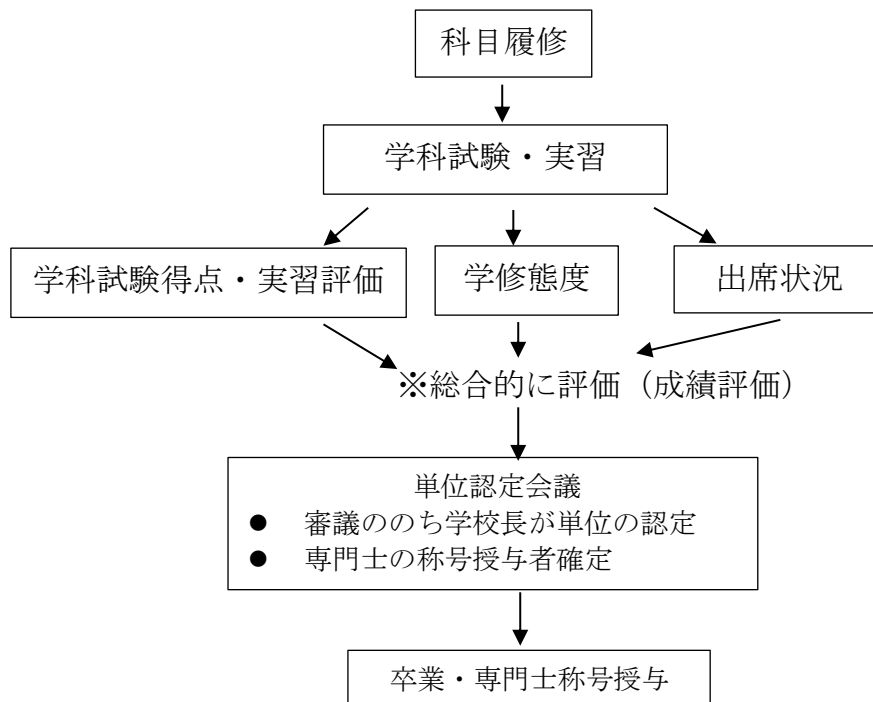 科目履修
学科試験・実習
学科試験得点・実習評価
学修態度
出席状況
※総合的に評価（成績評価）
単位認定会議
● 審議ののち学校長が単位の認定
● 専門士の称号授与者確定
卒業・専門士称号授与